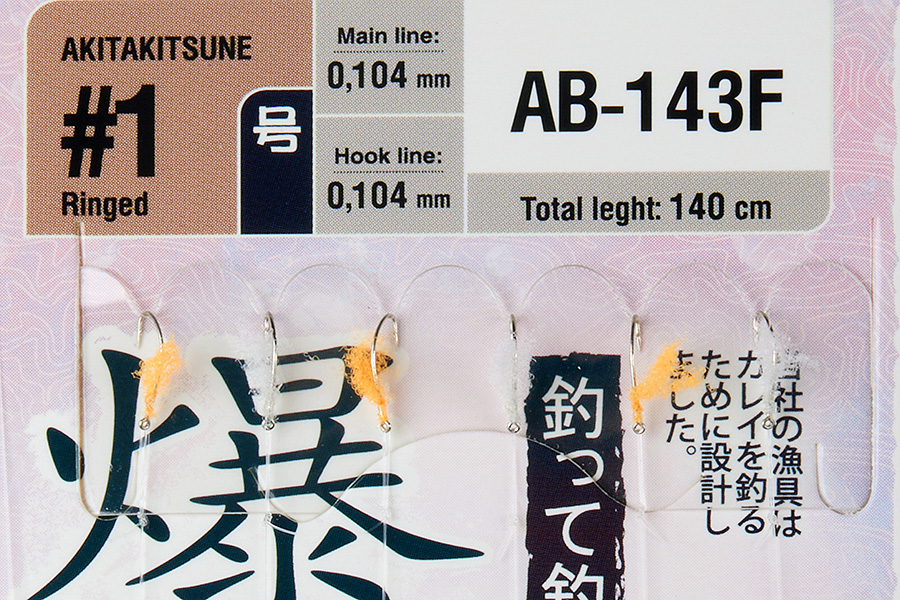 AKITAKITSUNE
#1
Ringed
号
Main line:
0,104 mm
Hook line:
0,104 mm
AB-143F
Total leght: 140 cm
爆
釣って釣
当社の漁具は
カレイを釣る
ために設計し
ました。